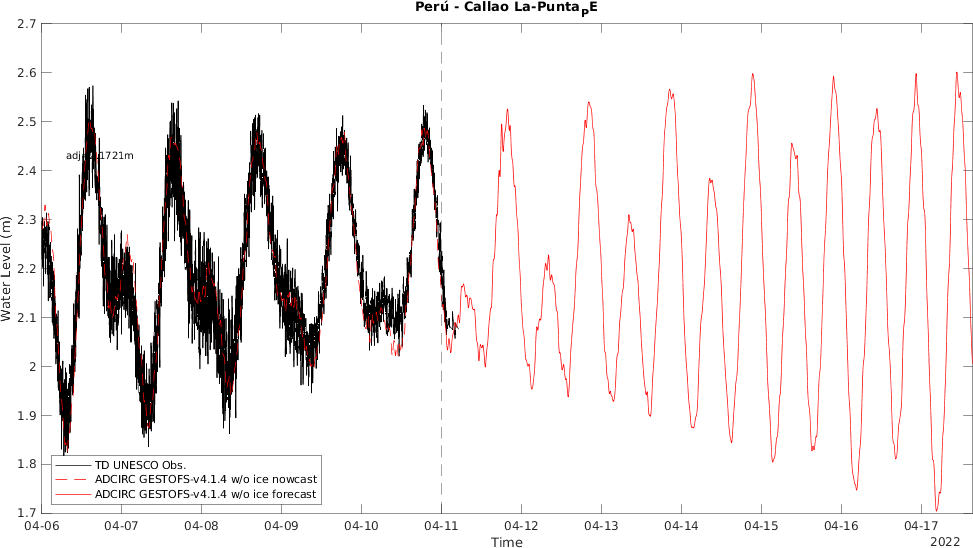 Perú - Callao La-PuntaPE
2.7
2.6
2.5
2.4
2.3
2.2
2.1
2
1.9
1.8
1.7
Water Level (m)
TD UNESCO Obs.
ADCIRC GESTOFS-v4.1.4 w/o ice nowcast
ADCIRC GESTOFS-v4.1.4 w/o ice forecast
04-06 04-07 04-08 04-09 04-10 04-11 04-12 04-13 04-14 04-15 04-16 04-17
Time
2022